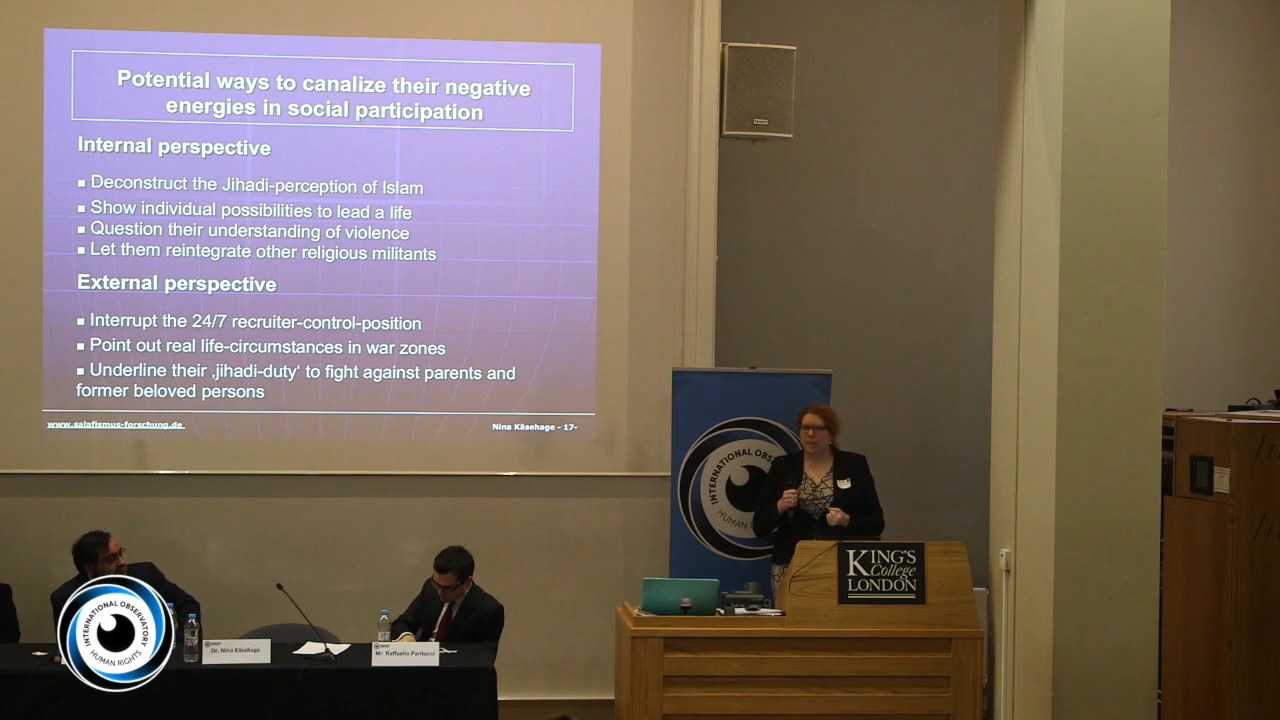 Potential ways to canalize their negative
energies in social participation
Internal perspective
▪ Deconstruct the Jihadi-perception of Islam
▪ Show individual possibilities to lead a life
▪ Question their understanding of violence
▪ Let them reintegrate other religious militants
External perspective
▪ Interrupt the 24/7 recruiter-control-position
▪ Point out real life-circumstances in war zones
▪ Underline their ‚jihadi-duty‘ to fight against parents and
former beloved persons
www.salafismus-forschung.de
Nina Käsehage - 17-
INTERNATIONAL OBS
HUMAN R
KING'S
College
LONDON
INTERNATIONAL OBSERVATORY
HUMAN RIGHTS
Dr. Nina Käsehage
Mr. Raffaello Pantucci